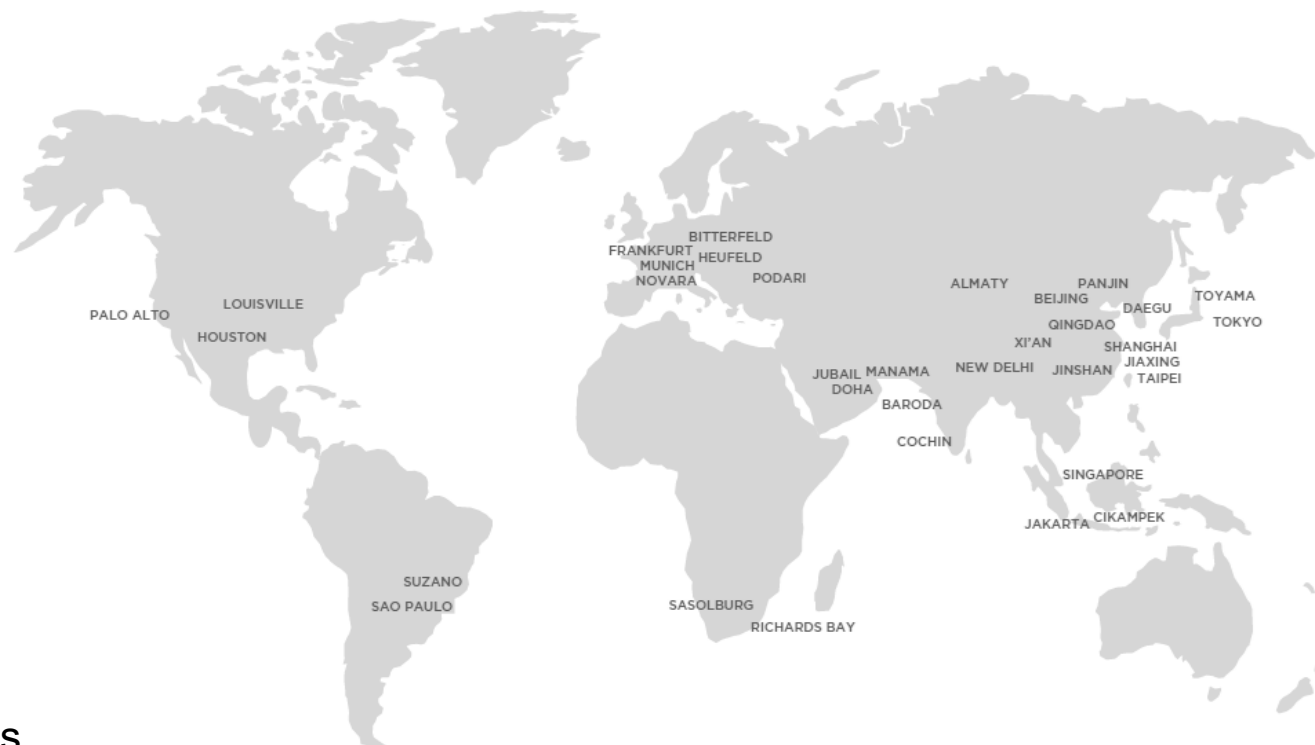 BITTERFELD
FRANKFURT
HEUFELD
MUNICH
NOVARA
PODARI
ALMATY
PANJIN
BEIJING
TOYAMA
LOUISVILLE
DAEGU
PALO ALTO
TOKYO
QINGDAO
HOUSTON
XI'AN
SHANGHAI
JIAXING
NEW DELHI
JINSHAN
MANAMA
JUBAIL
TAIPEI
DOHA
BARODA
COCHIN
SINGAPORE
CIKAMPEK
JAKARTA
SUZANO
SAO PAULO
SASOLBURG
RICHARDS BAY
s